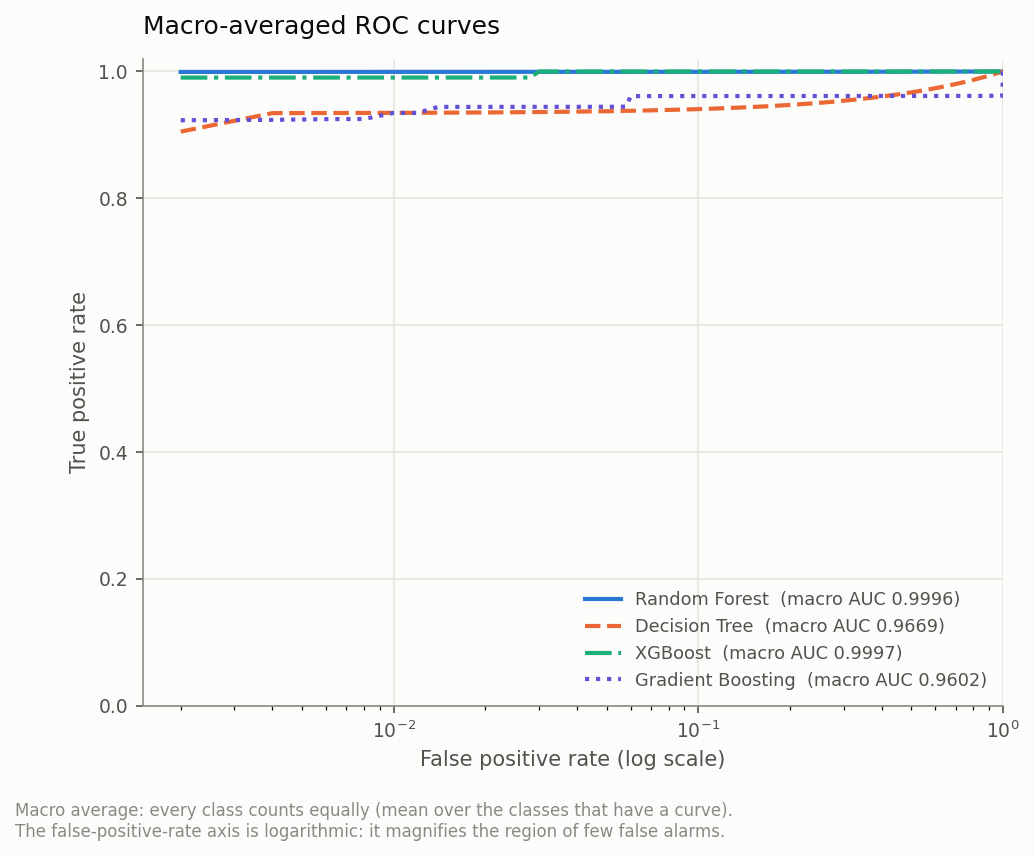 Macro-averaged ROC curves
1.0
0.8
0.6
0.4
0.2
0.0
True positive rate
Random Forest (macro AUC 0.9996)
Decision Tree (macro AUC 0.9669)
XGBoost (macro AUC 0.9997)
Gradient Boosting (macro AUC 0.9602)
10⁻² 10⁻¹ 10⁰
False positive rate (log scale)
Macro average: every class counts equally (mean over the classes that have a curve).
The false-positive-rate axis is logarithmic: it magnifies the region of few false alarms.